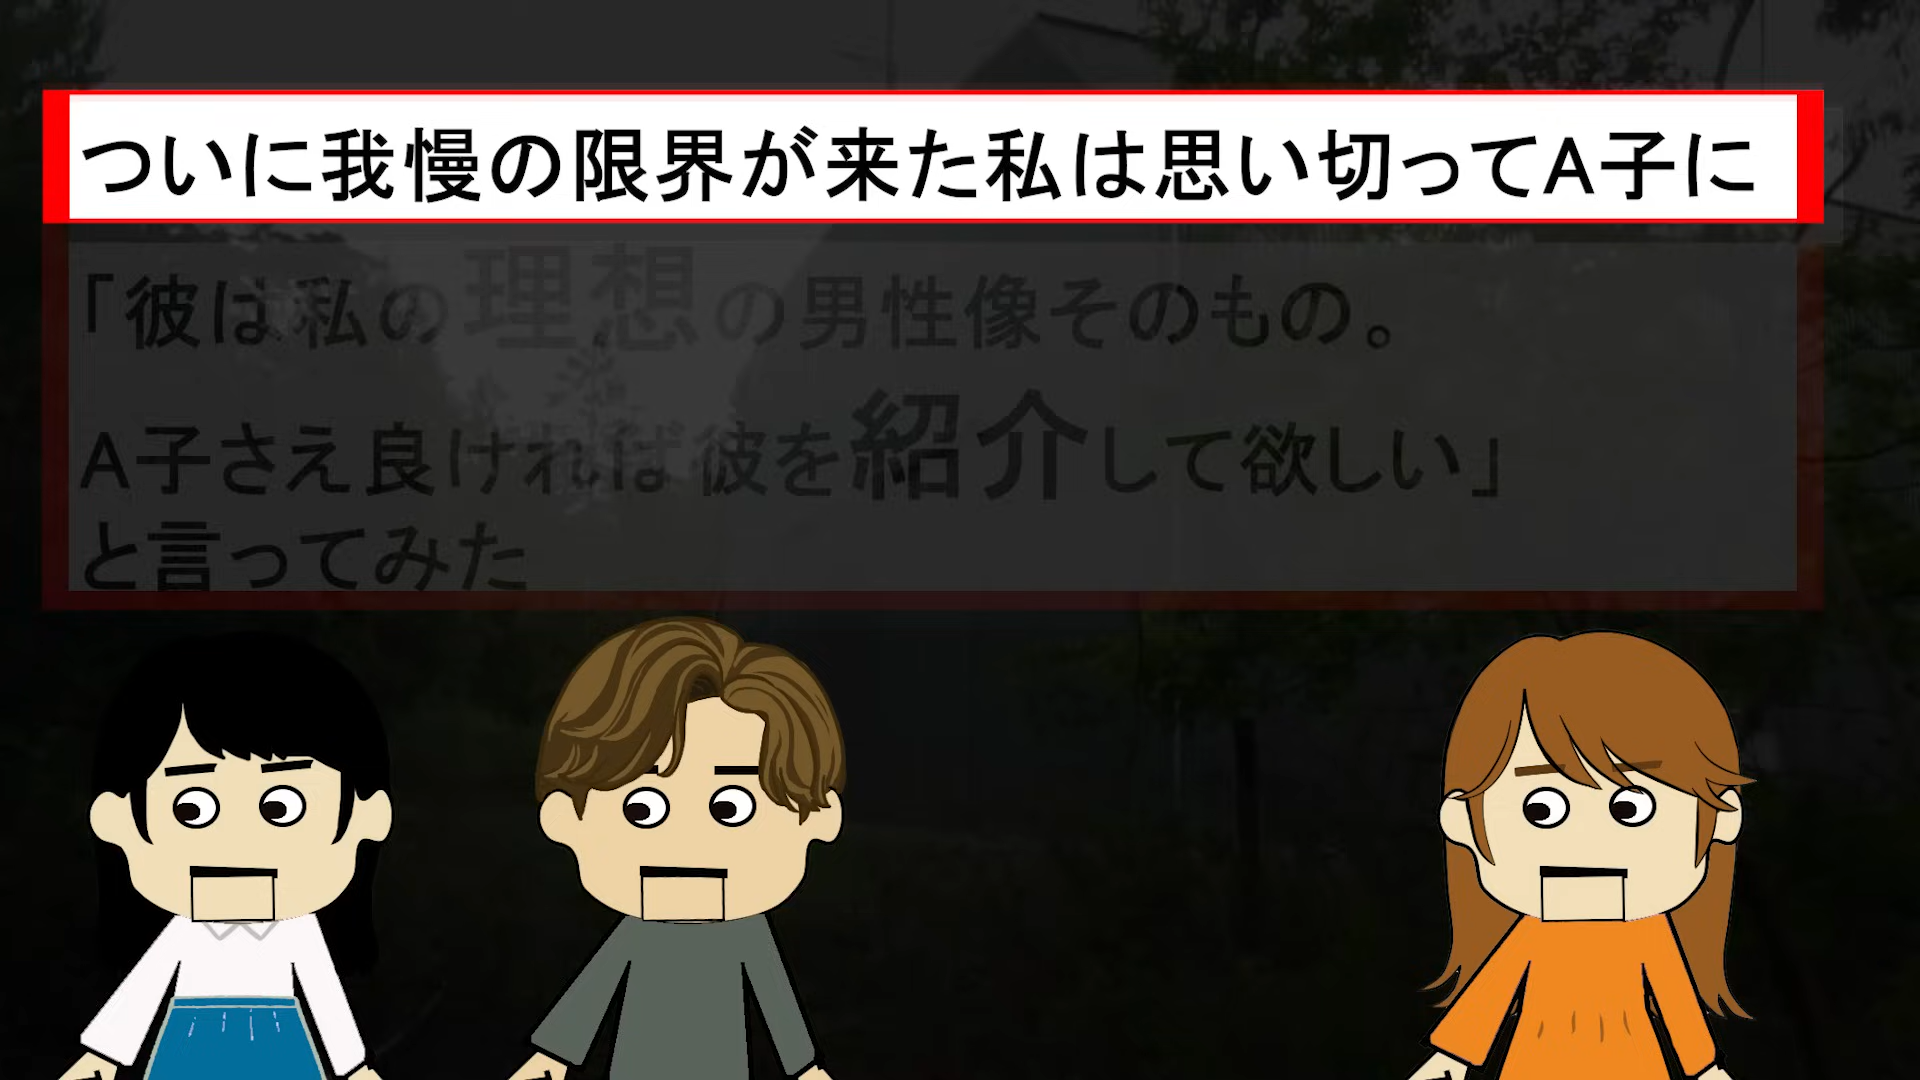 ついに我慢の限界が来た私は思い切ってA子に
「彼は私の理想の男性像そのもの。
A子さえ良ければ彼を紹介して欲しい」
と言ってみた